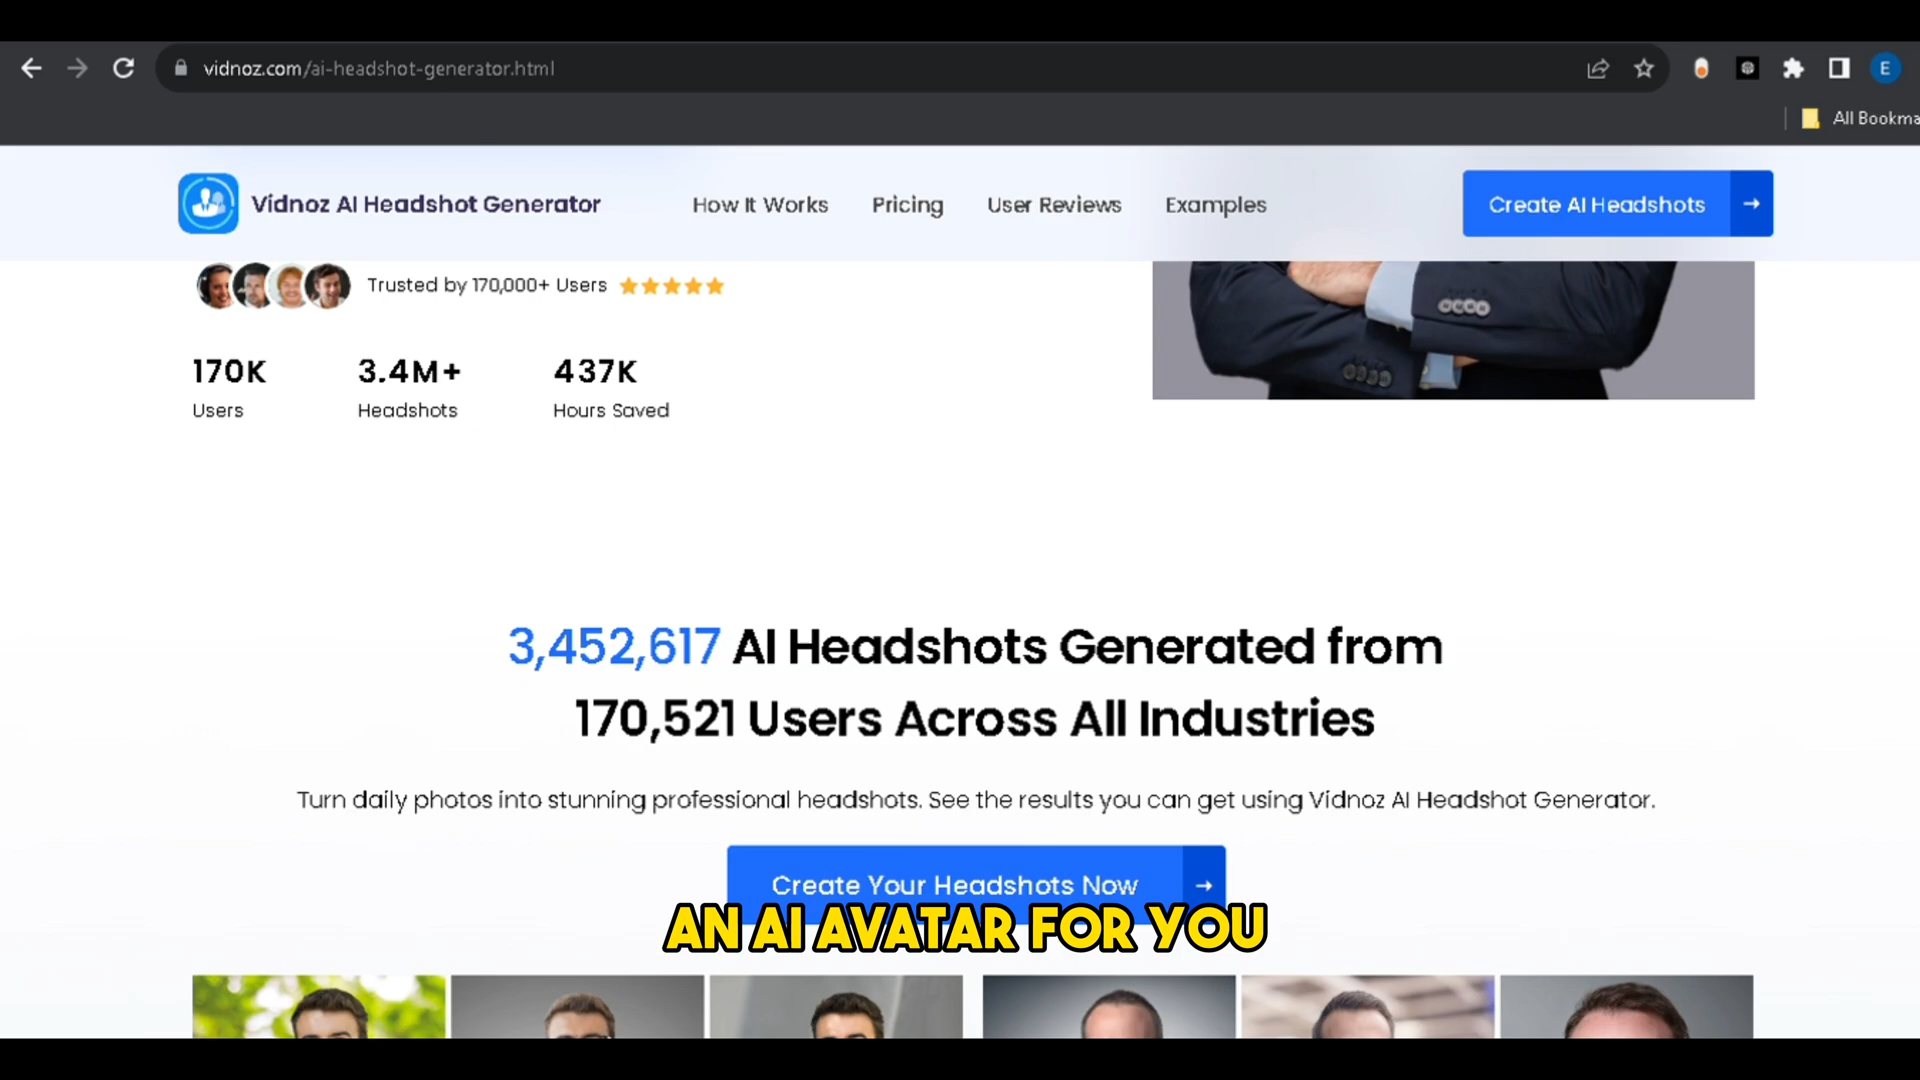 vidnoz.com/ai-headshot-generator.html
E
All Bookma
Vidnoz AI Headshot Generator
How It Works
Pricing
User Reviews
Examples
Create AI Headshots
Trusted by 170,000+ Users
170K
3.4M+
437K
Users
Headshots
Hours Saved
3,452,617 AI Headshots Generated from
170,521 Users Across All Industries
Turn daily photos into stunning professional headshots. See the results you can get using Vidnoz AI Headshot Generator.
Create Your Headshots Now
AN AI AVATAR FOR YOU